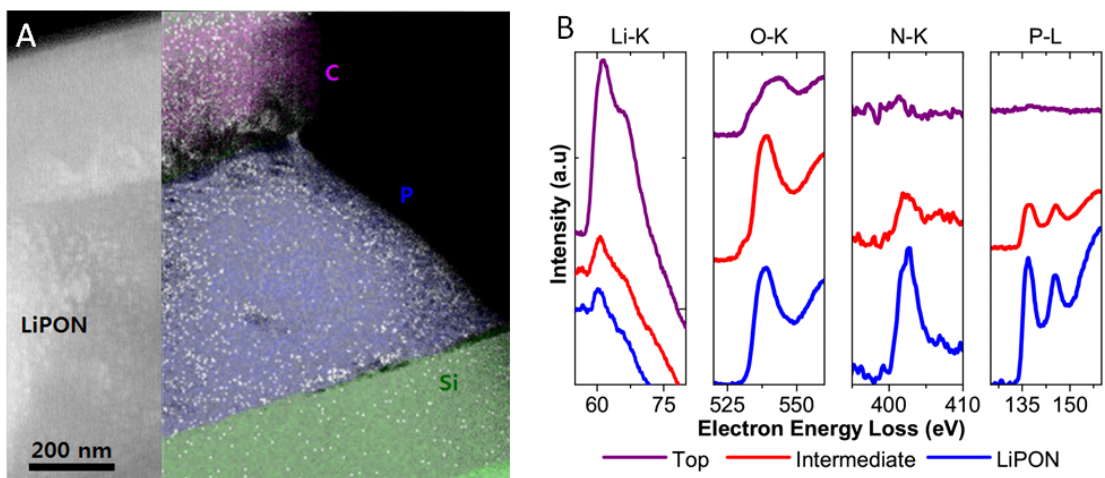 A
C
P
LiPON
Si
200 nm
B
Li-K
O-K
N-K
P-L
Intensity (a.u)
60 75
525 550
400 410
135 150
Electron Energy Loss (eV)
Top
Intermediate
LiPON